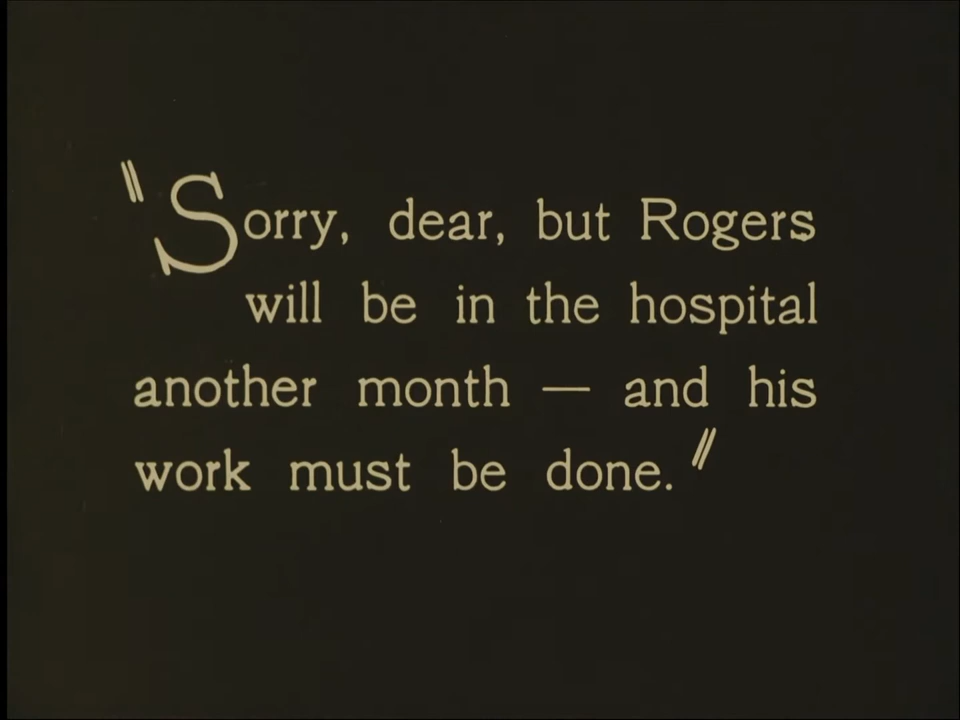 "Sorry, dear, but Rogers
will be in the hospital
another month — and his
work must be done."